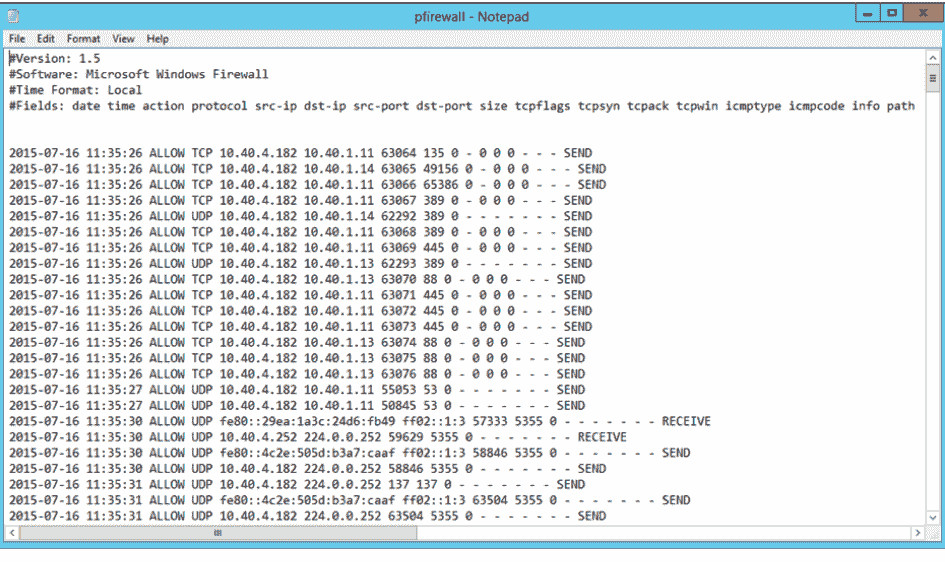 pfirewall - Notepad
File Edit Format View Help
#Version: 1.5
#Software: Microsoft Windows Firewall
#Time Format: Local
#Fields: date time action protocol src-ip dst-ip src-port dst-port size tcpflags tcpsyn tcpack tcpwin icmptype icmpcode info path
2015-07-16 11:35:26 ALLOW TCP 10.40.4.182 10.40.1.11 63064 135 0 - 0 0 0 - - - SEND
2015-07-16 11:35:26 ALLOW TCP 10.40.4.182 10.40.1.14 63065 49156 0 - 0 0 0 - - - SEND
2015-07-16 11:35:26 ALLOW TCP 10.40.4.182 10.40.1.11 63066 65386 0 - 0 0 0 - - - SEND
2015-07-16 11:35:26 ALLOW TCP 10.40.4.182 10.40.1.11 63067 389 0 - 0 0 0 - - - SEND
2015-07-16 11:35:26 ALLOW UDP 10.40.4.182 10.40.1.14 62292 389 0 - - - - - - - SEND
2015-07-16 11:35:26 ALLOW TCP 10.40.4.182 10.40.1.11 63068 389 0 - 0 0 0 - - - SEND
2015-07-16 11:35:26 ALLOW TCP 10.40.4.182 10.40.1.11 63069 445 0 - 0 0 0 - - - SEND
2015-07-16 11:35:26 ALLOW UDP 10.40.4.182 10.40.1.13 62293 389 0 - - - - - - - SEND
2015-07-16 11:35:26 ALLOW TCP 10.40.4.182 10.40.1.13 63070 88 0 - 0 0 0 - - - SEND
2015-07-16 11:35:26 ALLOW TCP 10.40.4.182 10.40.1.11 63071 445 0 - 0 0 0 - - - SEND
2015-07-16 11:35:26 ALLOW TCP 10.40.4.182 10.40.1.11 63072 445 0 - 0 0 0 - - - SEND
2015-07-16 11:35:26 ALLOW TCP 10.40.4.182 10.40.1.11 63073 445 0 - 0 0 0 - - - SEND
2015-07-16 11:35:26 ALLOW TCP 10.40.4.182 10.40.1.13 63074 88 0 - 0 0 0 - - - SEND
2015-07-16 11:35:26 ALLOW TCP 10.40.4.182 10.40.1.13 63075 88 0 - 0 0 0 - - - SEND
2015-07-16 11:35:26 ALLOW TCP 10.40.4.182 10.40.1.13 63076 88 0 - 0 0 0 - - - SEND
2015-07-16 11:35:27 ALLOW UDP 10.40.4.182 10.40.1.11 55053 53 0 - - - - - - - SEND
2015-07-16 11:35:27 ALLOW UDP 10.40.4.182 10.40.1.11 50845 53 0 - - - - - - - SEND
2015-07-16 11:35:30 ALLOW UDP fe80::29ea:1a3c:24d6:fb49 ff02::1:3 57333 5355 0 - - - - - - - RECEIVE
2015-07-16 11:35:30 ALLOW UDP 10.40.4.252 224.0.0.252 59629 5355 0 - - - - - - - RECEIVE
2015-07-16 11:35:30 ALLOW UDP fe80::4c2e:505d:b3a7:caaf ff02::1:3 58846 5355 0 - - - - - - - SEND
2015-07-16 11:35:30 ALLOW UDP 10.40.4.182 224.0.0.252 58846 5355 0 - - - - - - - SEND
2015-07-16 11:35:31 ALLOW UDP 10.40.4.182 224.0.0.252 137 137 0 - - - - - - - SEND
2015-07-16 11:35:31 ALLOW UDP fe80::4c2e:505d:b3a7:caaf ff02::1:3 63504 5355 0 - - - - - - - SEND
2015-07-16 11:35:31 ALLOW UDP 10.40.4.182 224.0.0.252 63504 5355 0 - - - - - - - SEND